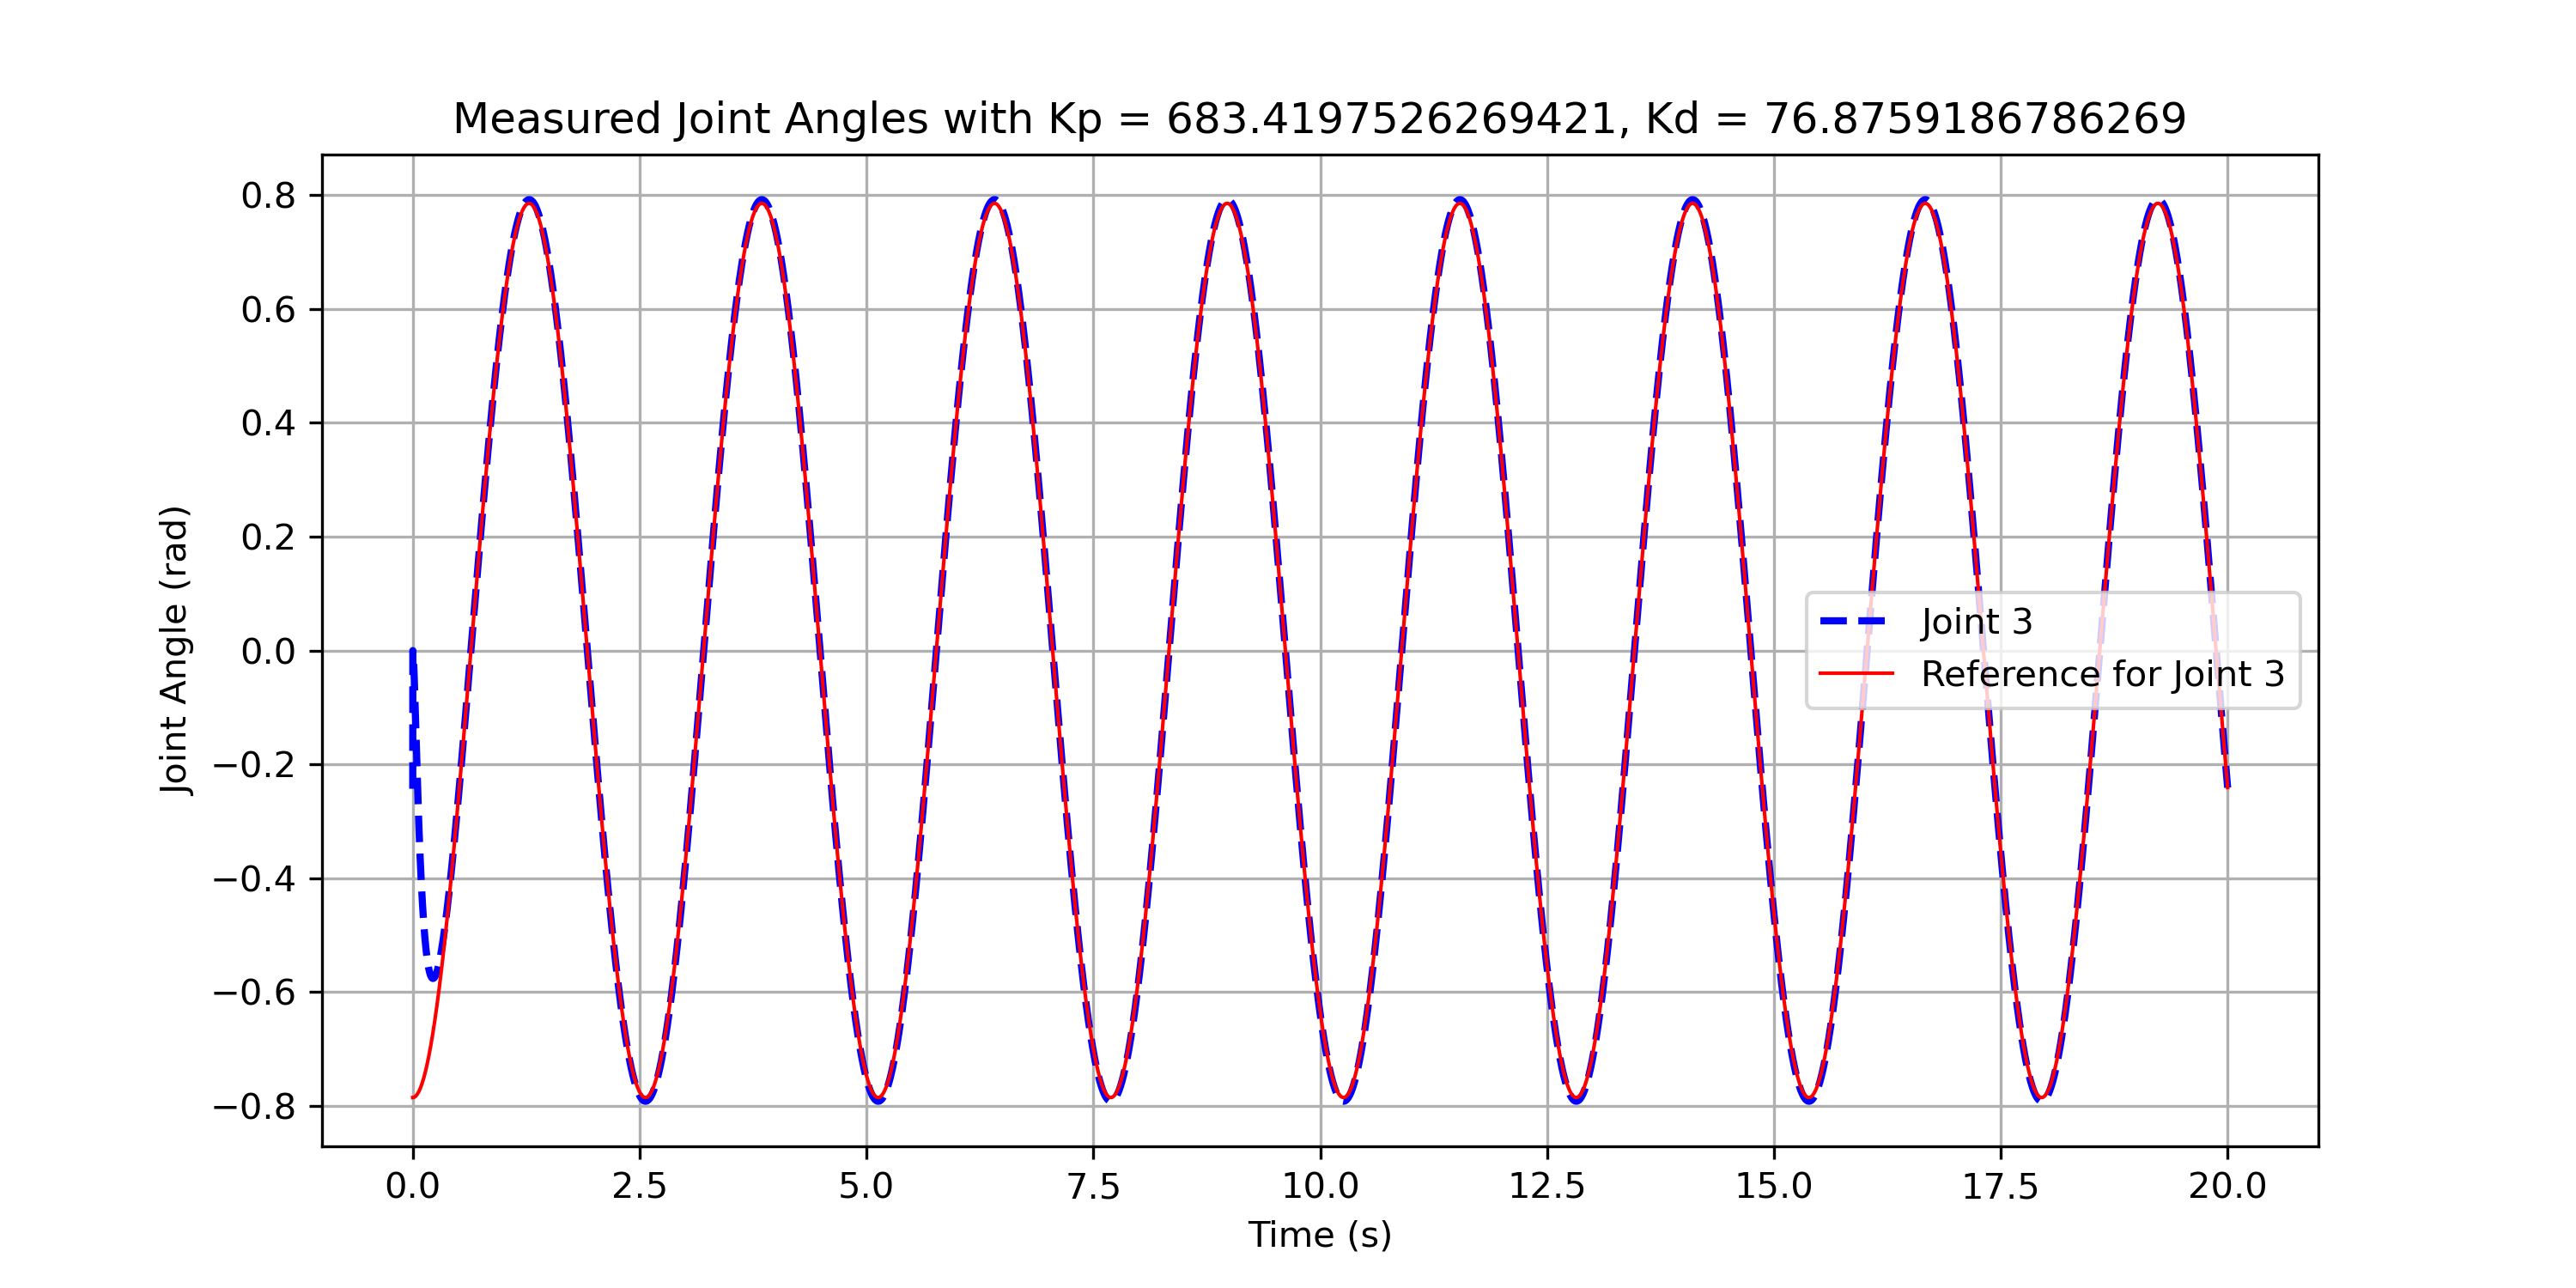 Measured Joint Angles with Kp = 683.4197526269421, Kd = 76.8759186786269
Joint Angle (rad)
0.8
0.6
0.4
0.2
0.0
−0.2
−0.4
−0.6
−0.8
Joint 3
Reference for Joint 3
0.0 2.5 5.0 7.5 10.0 12.5 15.0 17.5 20.0
Time (s)